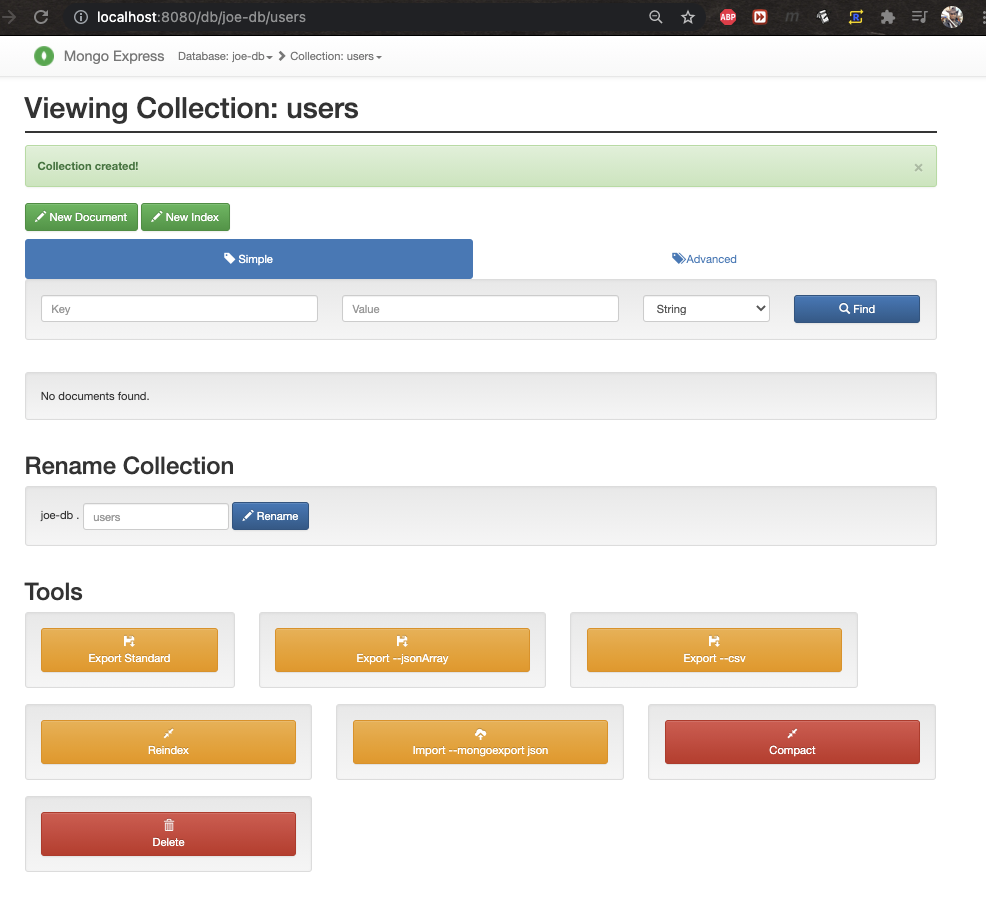 localhost:8080/db/joe-db/users
ABP
Mongo Express Database: joe-db Collection: users
Viewing Collection: users
Collection created!
×
New Document New Index
Simple Advanced
Key Value String Find
No documents found.
Rename Collection
joe-db . users Rename
Tools
Export Standard Export --jsonArray Export --csv
Reindex Import --mongoexport json Compact
Delete